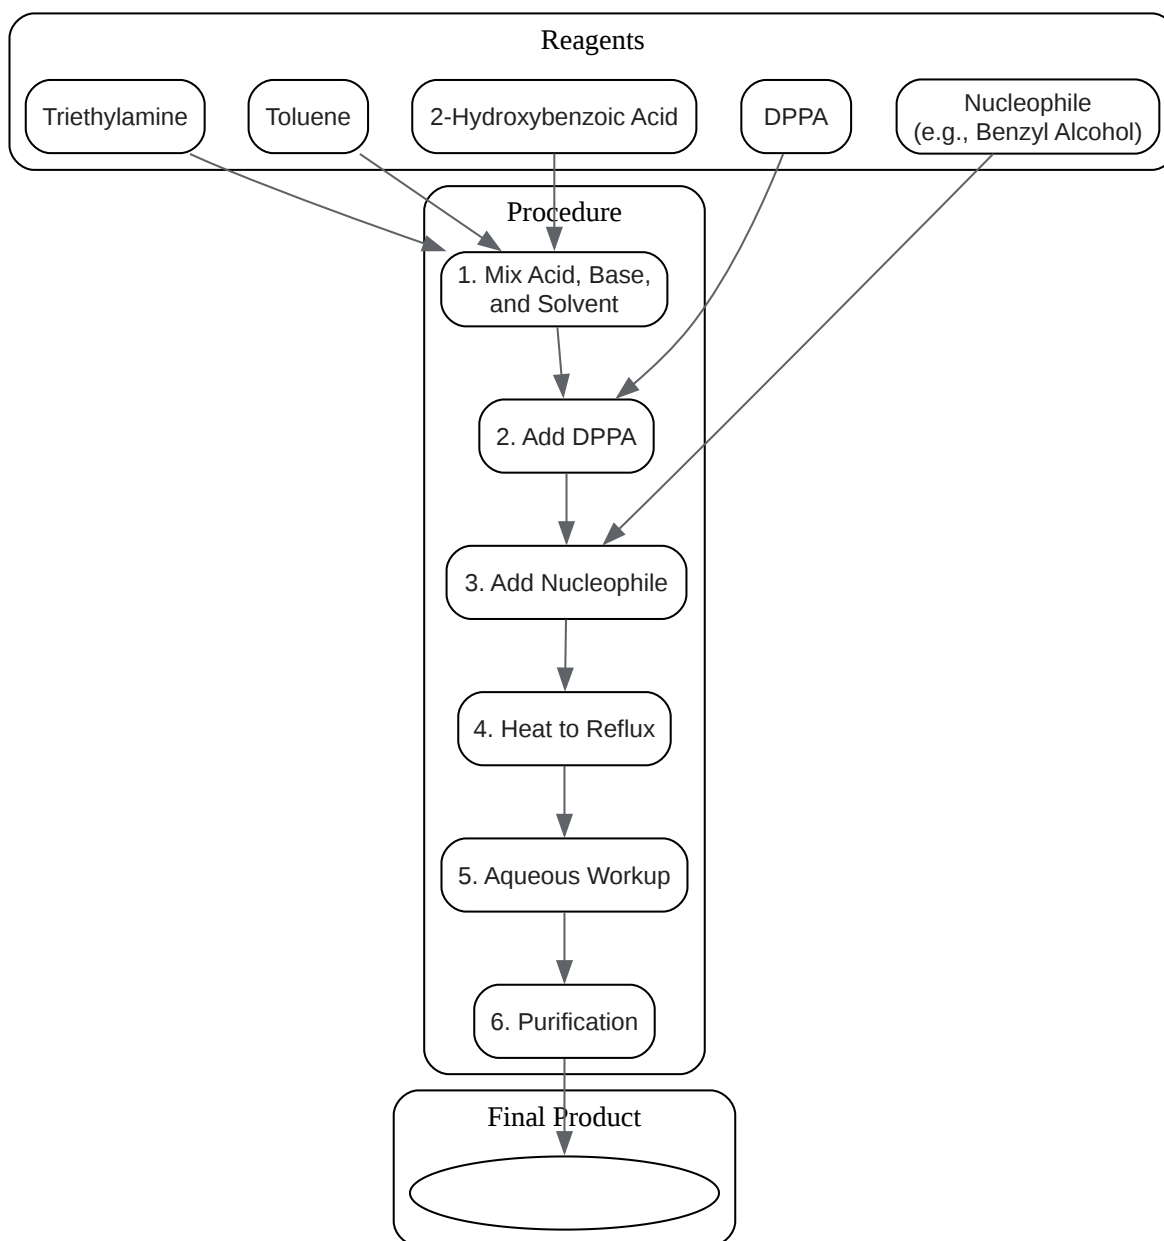 Reagents
Triethylamine
Toluene
2-Hydroxybenzoic Acid
DPPA
Nucleophile
(e.g., Benzyl Alcohol)
Procedure
1. Mix Acid, Base,
and Solvent
2. Add DPPA
3. Add Nucleophile
4. Heat to Reflux
5. Aqueous Workup
6. Purification
Final Product